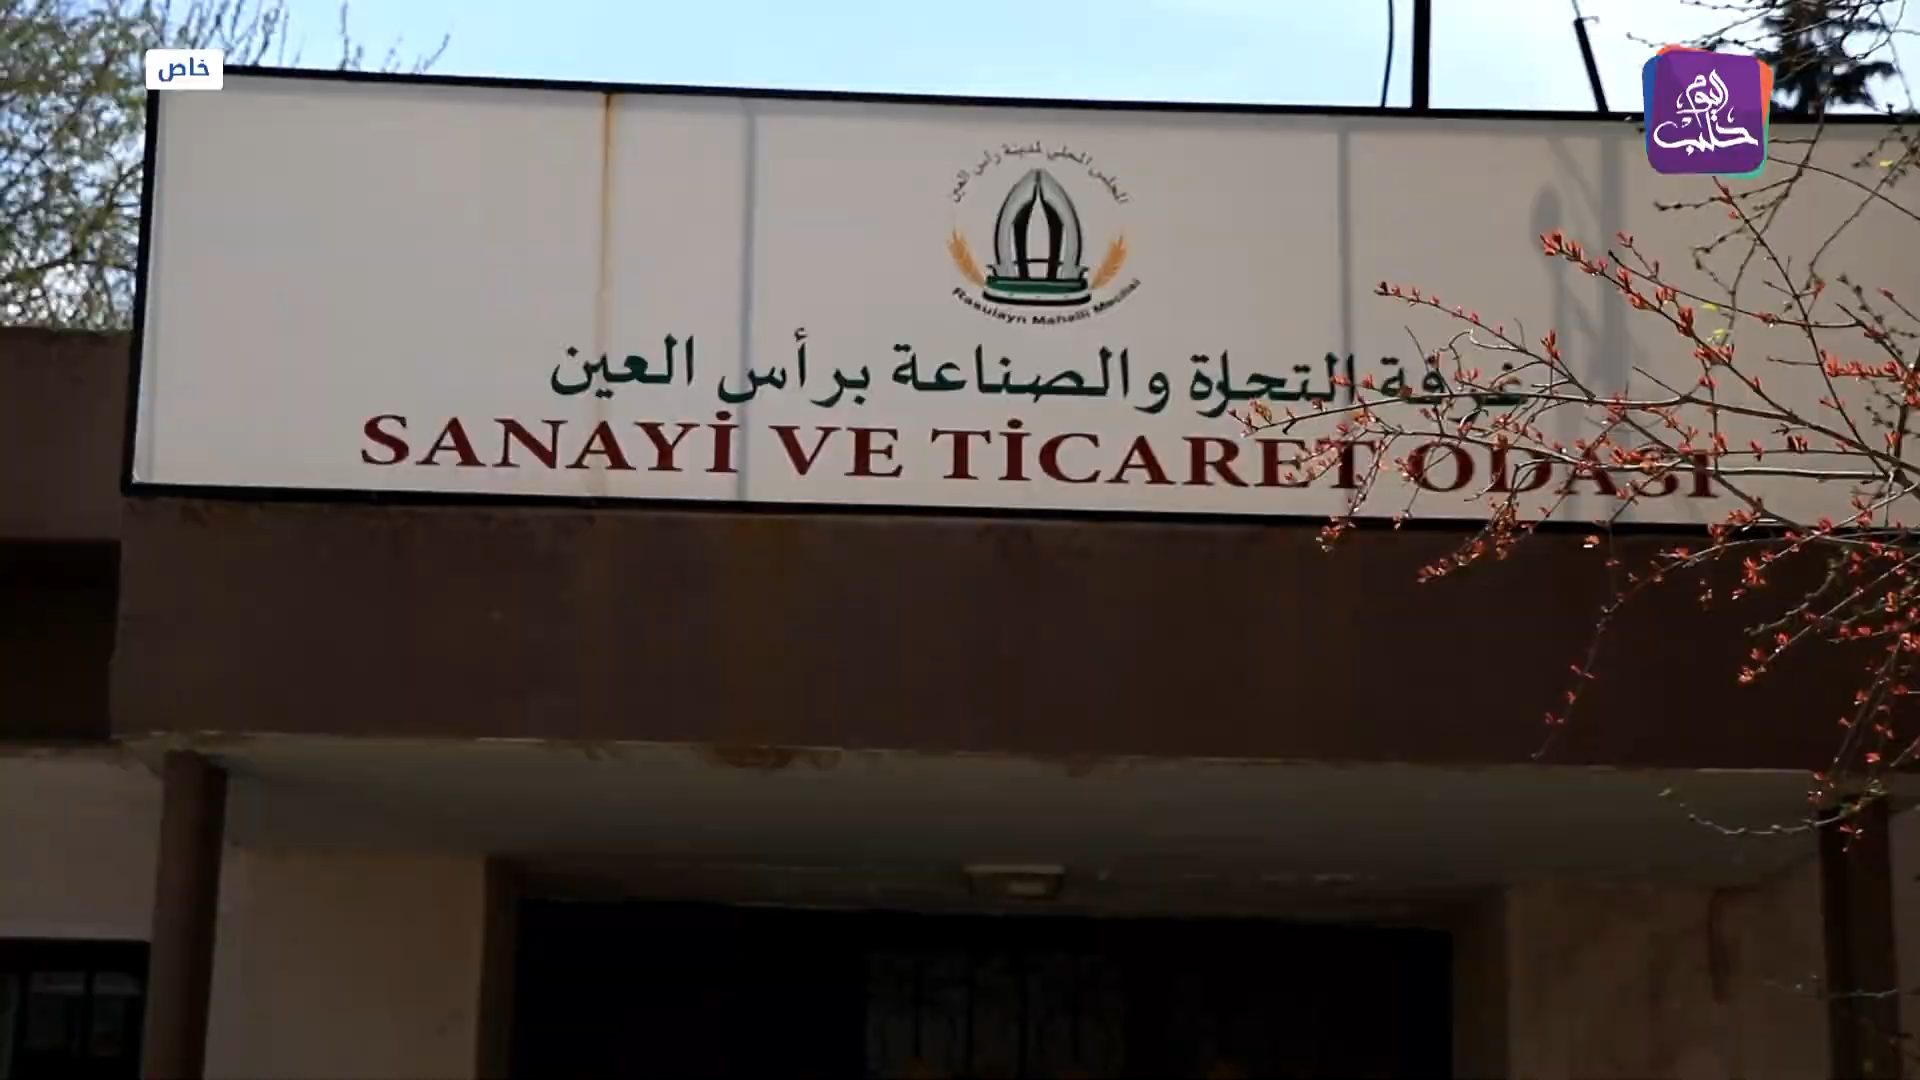 خاص
حلب اليوم
المجلس المحلي لمدينة رأس العين
Rasulayn Mahalli Meclisi
غرفة التجارة والصناعة برأس العين
SANAYİ VE TİCARET ODASI